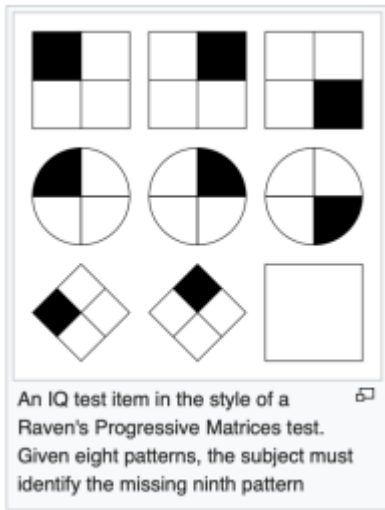 An IQ test item in the style of a
Raven's Progressive Matrices test.
Given eight patterns, the subject must
identify the missing ninth pattern